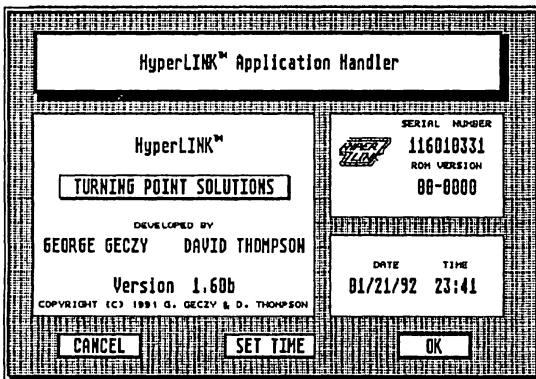 HyperLINK™ Application Handler
HyperLINK™
TURNING POINT SOLUTIONS
DEVELOPED BY
GEORGE GECZY DAVID THOMPSON
Version 1.60b
COPYRIGHT (C) 1991 G. GECZY & D. THOMPSON
HYPER LINK
SERIAL NUMBER
116010331
ROM VERSION
00-0000
DATE TIME
01/21/92 23:41
CANCEL SET TIME OK